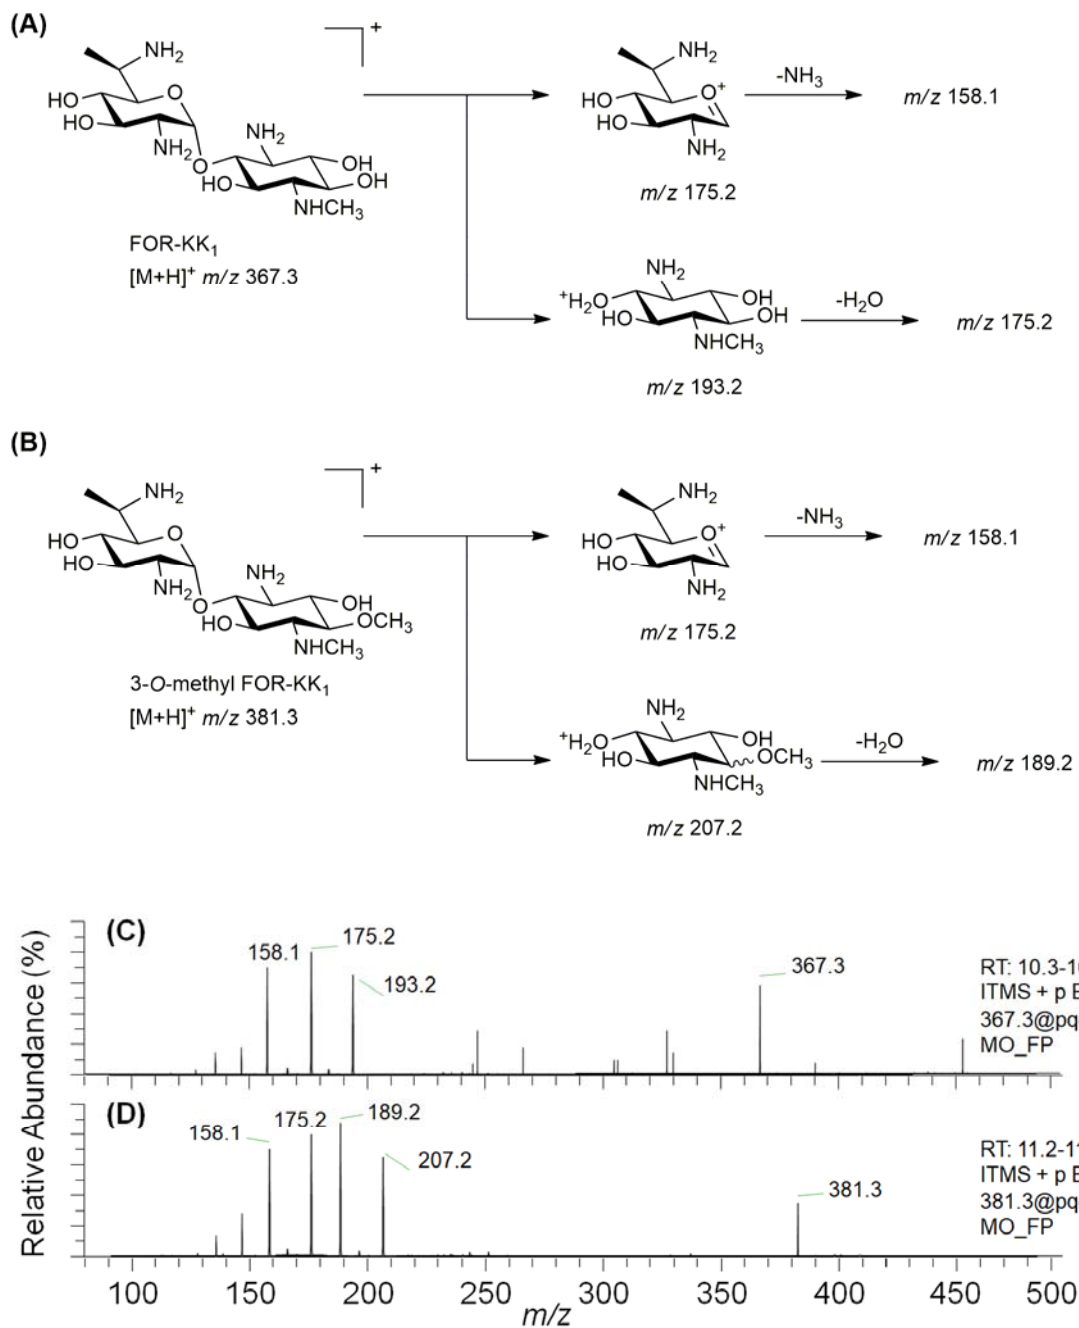 (A)
NH₂
+
HO
HO
O
NH₂
O
NH₂
HO
OH
OH
NHCH₃
FOR-KK₁
[M+H]⁺ m/z 367.3
NH₂
HO
HO
O⁺
NH₂
m/z 175.2
-NH₃
m/z 158.1
NH₂
⁺H₂O
HO
OH
OH
NHCH₃
m/z 193.2
-H₂O
m/z 175.2
(B)
NH₂
+
HO
HO
O
NH₂
O
NH₂
HO
OH
OCH₃
NHCH₃
3-O-methyl FOR-KK₁
[M+H]⁺ m/z 381.3
NH₂
HO
HO
O⁺
NH₂
m/z 175.2
-NH₃
m/z 158.1
NH₂
⁺H₂O
HO
OH
OCH₃
NHCH₃
m/z 207.2
-H₂O
m/z 189.2
Relative Abundance (%)
(C)
158.1
175.2
193.2
367.3
RT: 10.3-10
ITMS + p E
367.3@pq
MO_FP
(D)
158.1
175.2
189.2
207.2
381.3
RT: 11.2-1
ITMS + p E
381.3@pq
MO_FP
100 150 200 250 300 350 400 450 500
m/z